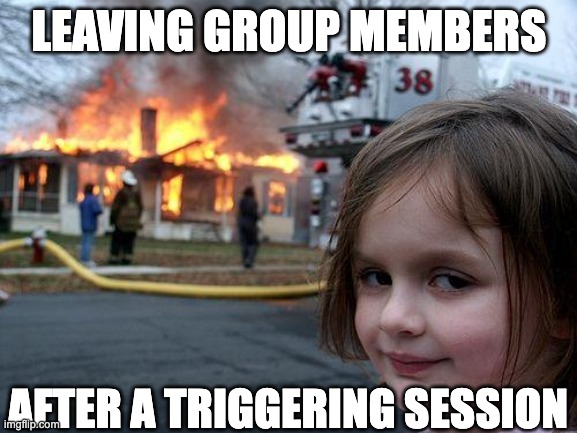 LEAVING GROUP MEMBERS
38
AFTER A TRIGGERING SESSION
imgflip.com